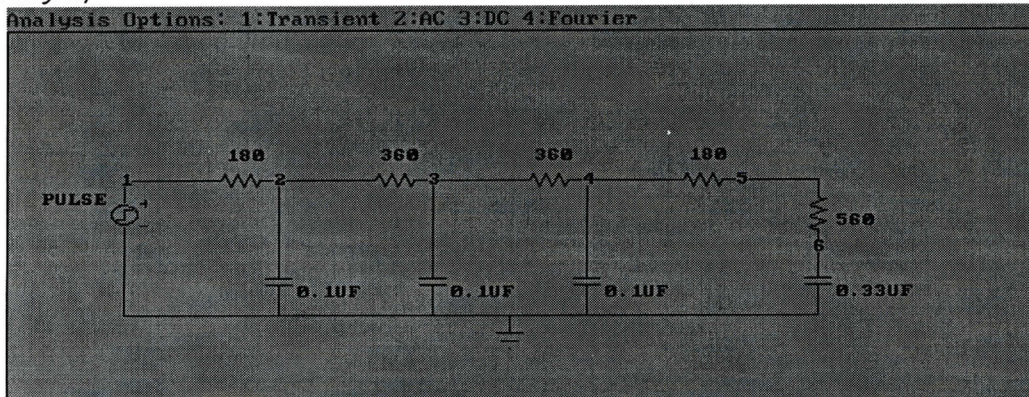 Analysis Options: 1:Transient 2:AC 3:DC 4:Fourier
180 360 360 180
1 2 3 4 5
PULSE + -
560
6
0.1UF 0.1UF 0.1UF 0.33UF